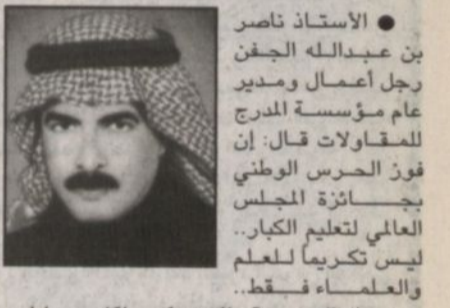 ● الأستاذ ناصر
بن عبدالله الجفن
رجل أعمال ومدير
عام مؤسسة المدرج
للمقاولات قال: إن
فوز الحرس الوطني
بجائزة المجلس
العالمي لتعليم الكبار..
ليس تكريما للعلم
والعلماء فقط..